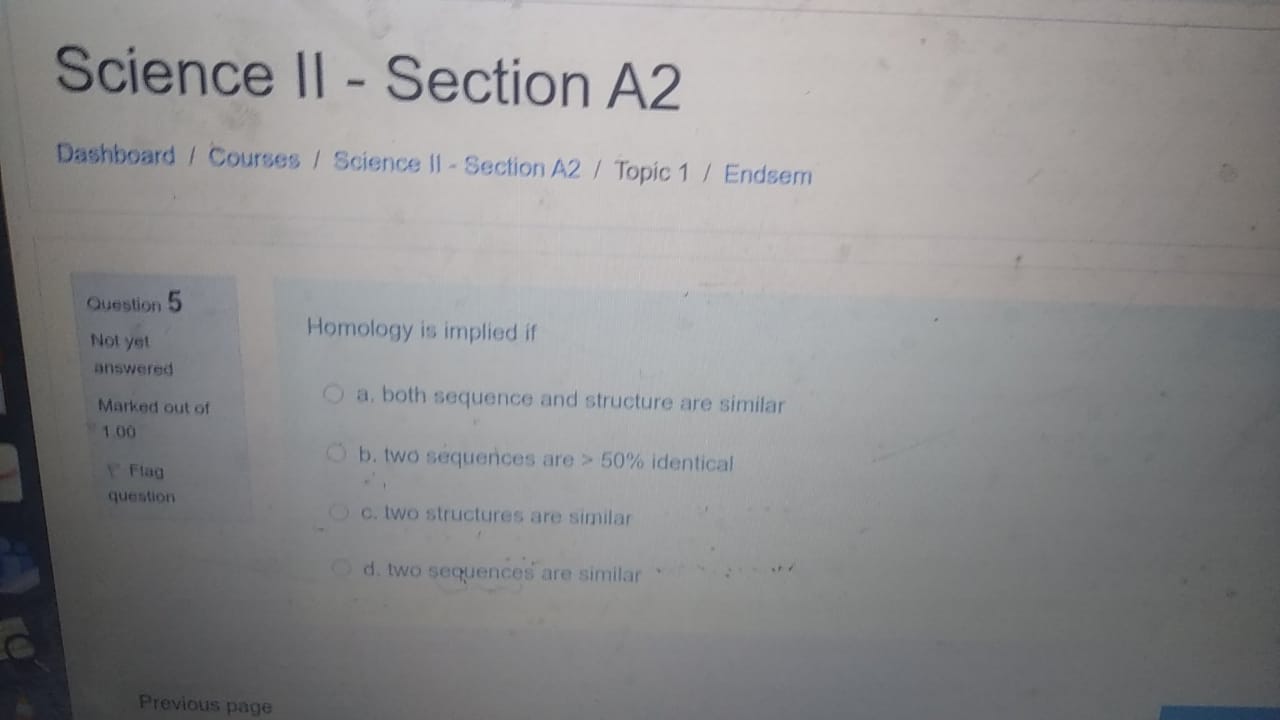 Science II - Section A2
Dashboard / Courses / Science II - Section A2 / Topic 1 / Endsem
Question 5
Not yet
answered
Marked out of
1.00
Flag
question
Homology is implied if
a. both sequence and structure are similar
b. two sequences are > 50% identical
c. two structures are similar
d. two sequences are similar
Previous page